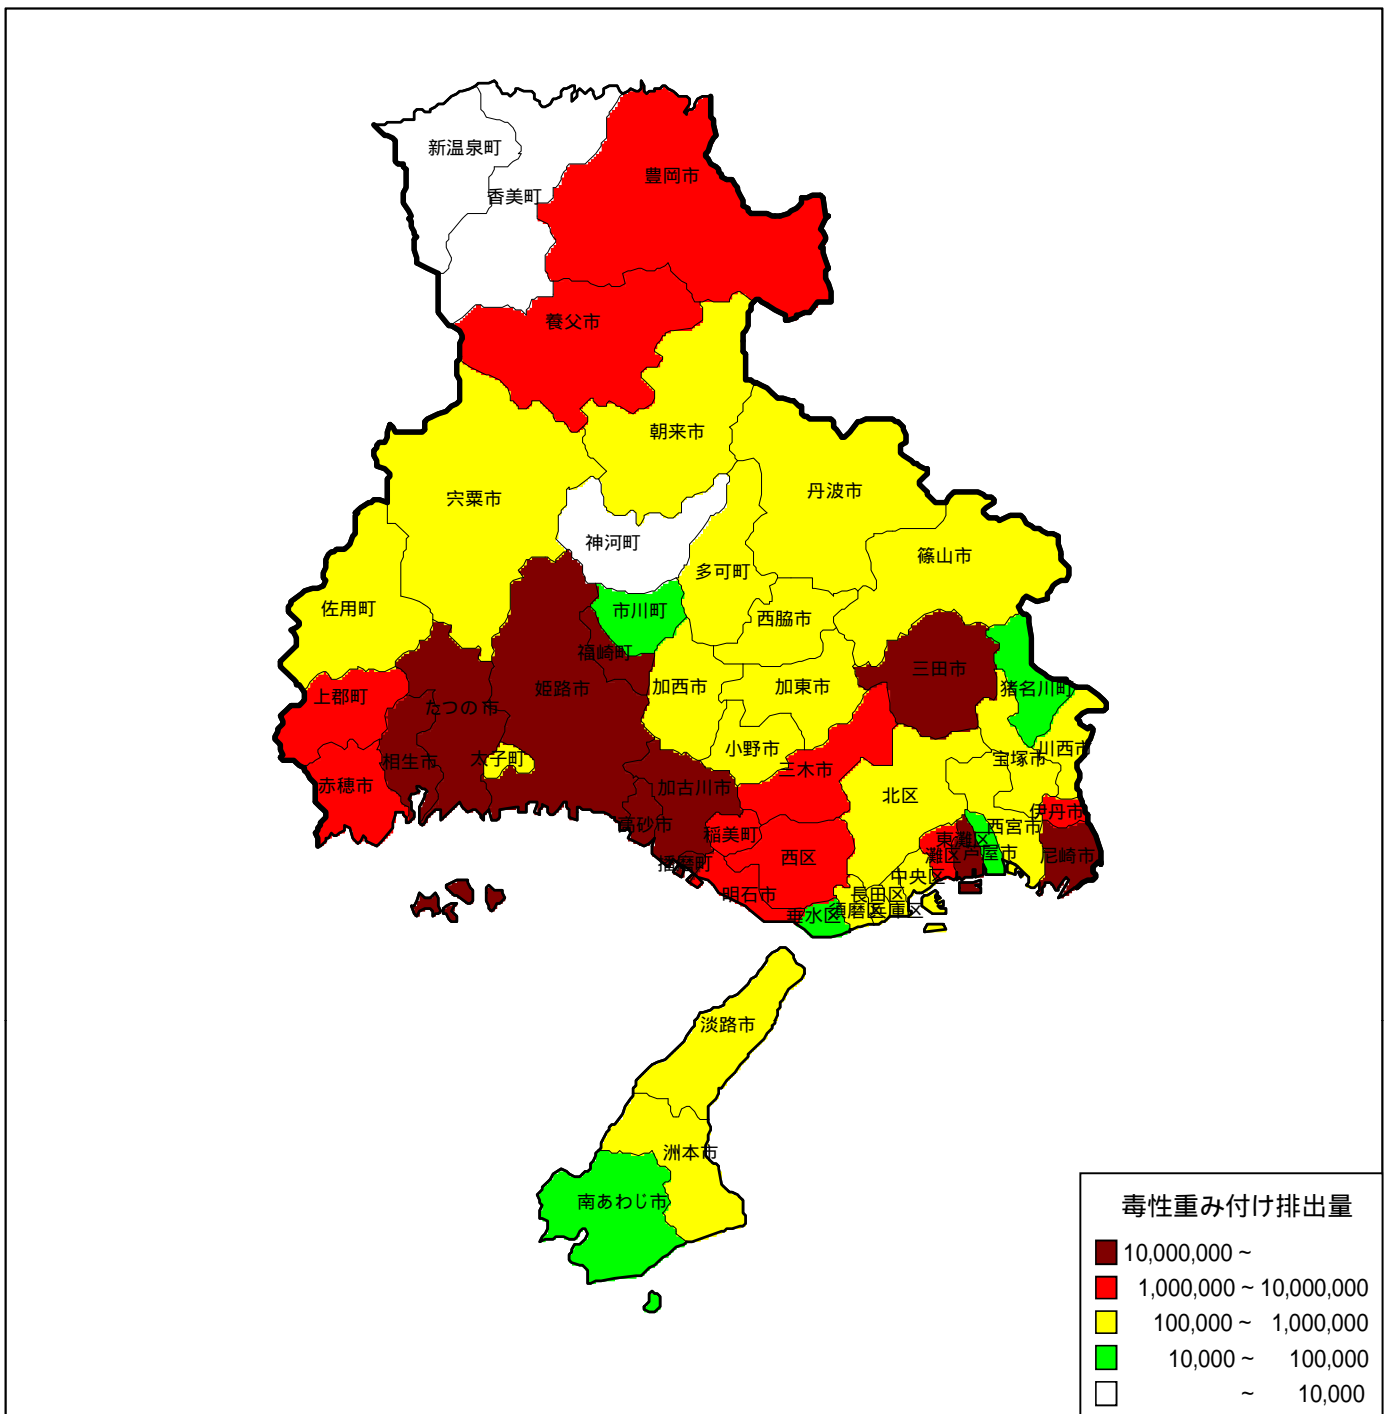 新温泉町
豊岡市
香美町
養父市
朝来市
丹波市
宍粟市
神河町
篠山市
多可町
佐用町
市川町
西脇市
福崎町
三田市
加西市
加東市
姫路市
猪名川町
上郡町
たつの市
小野市
川西市
太子町
宝塚市
相生市
三木市
赤穂市
加古川市
北区
伊丹市
高砂市
西宮市
稲美町
東灘区
西区
灘区
芦屋市
尼崎市
播磨町
中央区
明石市
長田区
須磨区
兵庫区
垂水区
淡路市
洲本市
南あわじ市
毒性重み付け排出量
10,000,000 ~
1,000,000 ~ 10,000,000
100,000 ~ 1,000,000
10,000 ~ 100,000
~ 10,000